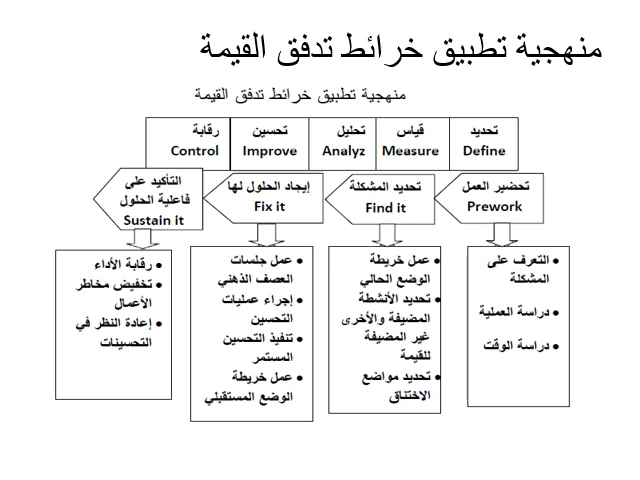 منهجية تطبيق خرائط تدفق القيمة
منهجية تطبيق خرائط تدفق القيمة
تحديد
Define
قياس
Measure
تحليل
Analyz
تحسين
Improve
رقابة
Control
تحضير العمل
Prework
تحديد المشكلة
Find it
إيجاد الحلول لها
Fix it
التأكيد على
فاعلية الحلول
Sustain it
• التعرف على
المشكلة
• دراسة العملية
• دراسة الوقت
• عمل خريطة
الوضع الحالي
• تحديد الأنشطة
المضيفة والأخرى
غير المضيفة
للقيمة
• تحديد مواضع
الاختناق
• عمل جلسات
العصف الذهني
• إجراء عمليات
التحسين
• تنفيذ التحسين
المستمر
• عمل خريطة
الوضع المستقبلي
• رقابة الأداء
• تخفيض مخاطر
الأعمال
• إعادة النظر في
التحسينات